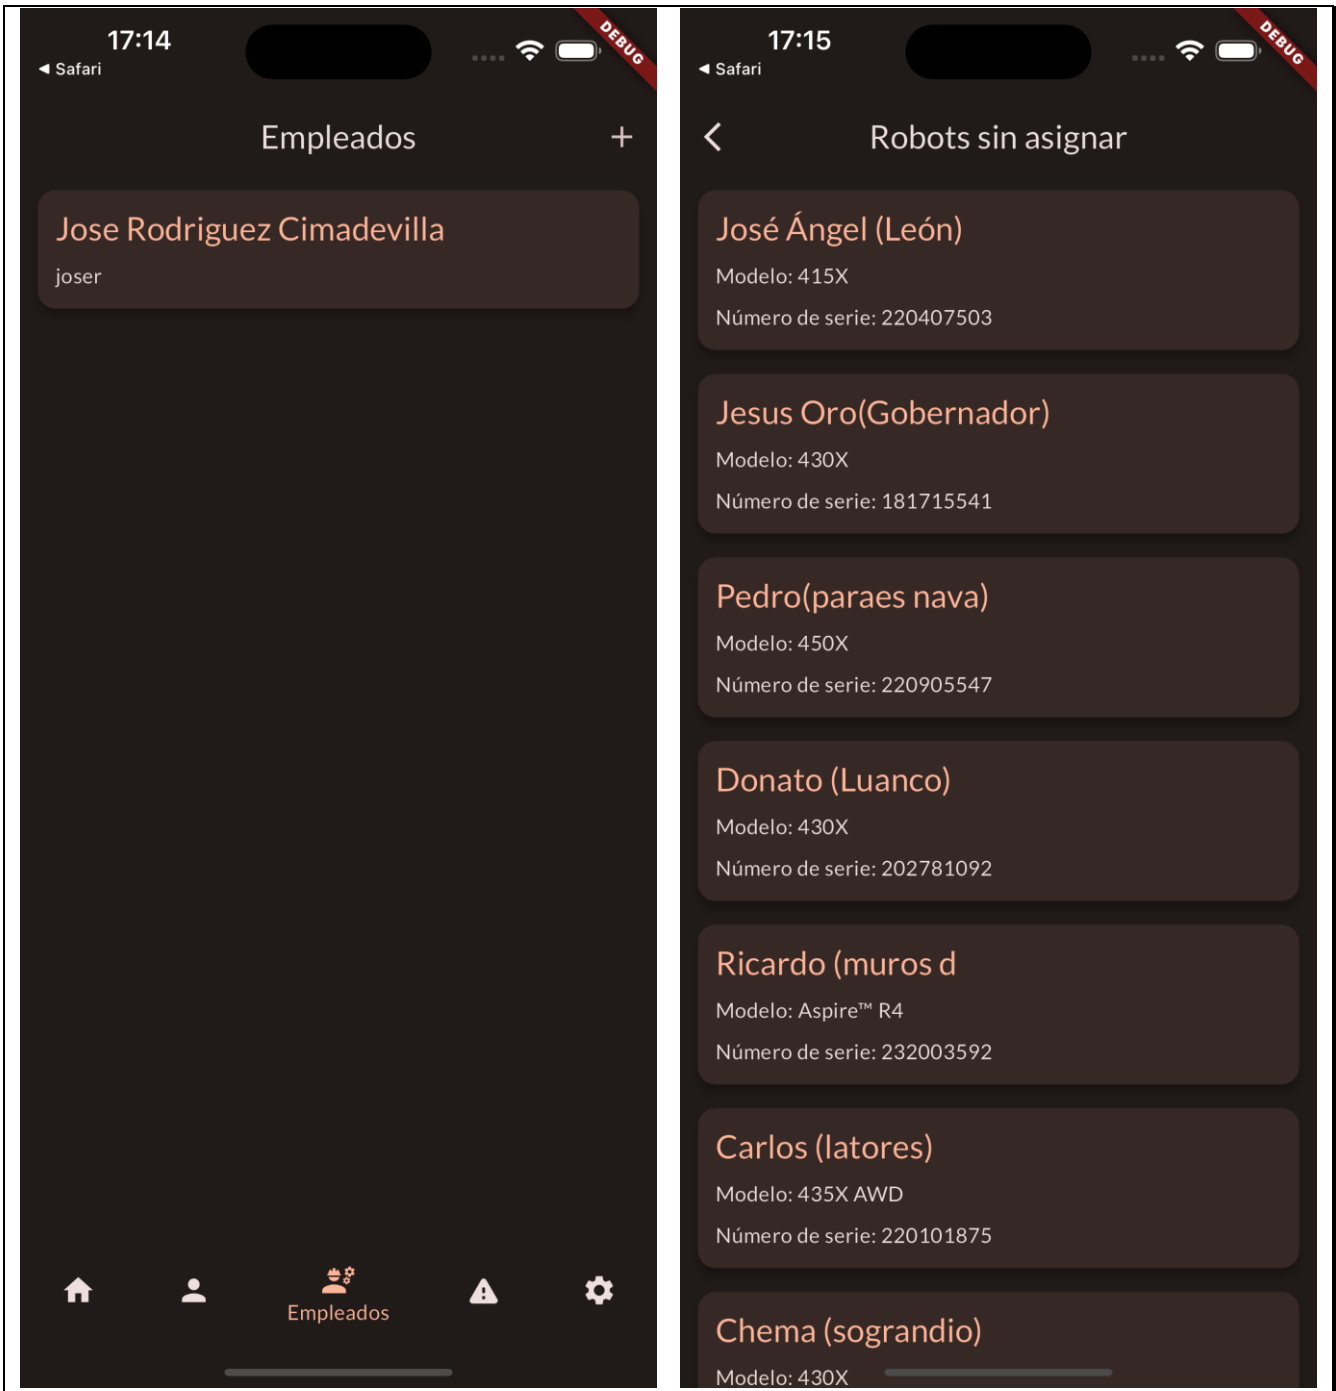 17:14
◀ Safari
DEBUG
Empleados
+
Jose Rodriguez Cimadevilla
joser
Empleados
17:15
◀ Safari
DEBUG
Robots sin asignar
José Ángel (León)
Modelo: 415X
Número de serie: 220407503
Jesus Oro(Gobernador)
Modelo: 430X
Número de serie: 181715541
Pedro(paraes nava)
Modelo: 450X
Número de serie: 220905547
Donato (Luanco)
Modelo: 430X
Número de serie: 202781092
Ricardo (muros d
Modelo: Aspire™ R4
Número de serie: 232003592
Carlos (latores)
Modelo: 435X AWD
Número de serie: 220101875
Chema (sograndio)
Modelo: 430X